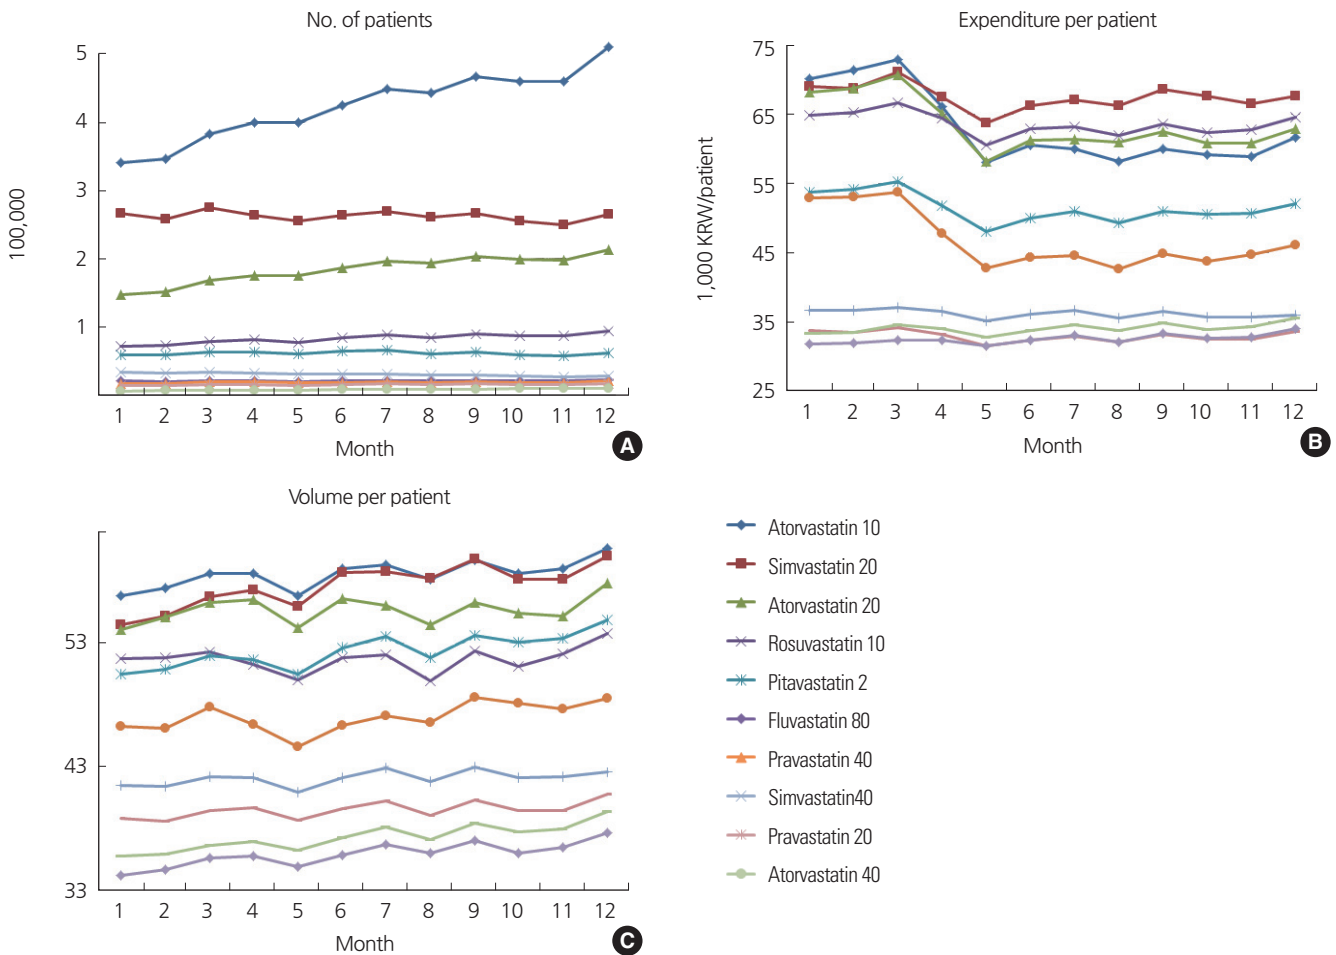 No. of patients
100,000
5
4
3
2
1
1 2 3 4 5 6 7 8 9 10 11 12
Month
A
Expenditure per patient
1,000 KRW/patient
75
65
55
45
35
25
1 2 3 4 5 6 7 8 9 10 11 12
Month
B
Volume per patient
53
43
33
1 2 3 4 5 6 7 8 9 10 11 12
Month
C
Atorvastatin 10
Simvastatin 20
Atorvastatin 20
Rosuvastatin 10
Pitavastatin 2
Fluvastatin 80
Pravastatin 40
Simvastatin40
Pravastatin 20
Atorvastatin 40